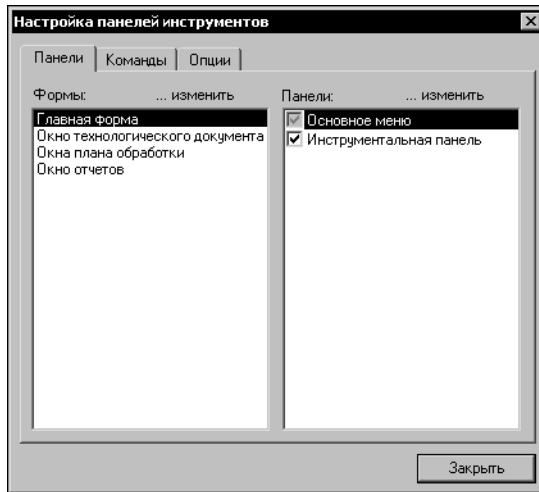 Настройка панелей инструментов
Панели Команды Опции
Формы: ... изменить Панели: ... изменить
Главная форма
Окно технологического документа
Окна плана обработки
Окно отчетов
Основное меню
Инструментальная панель
Закрыть